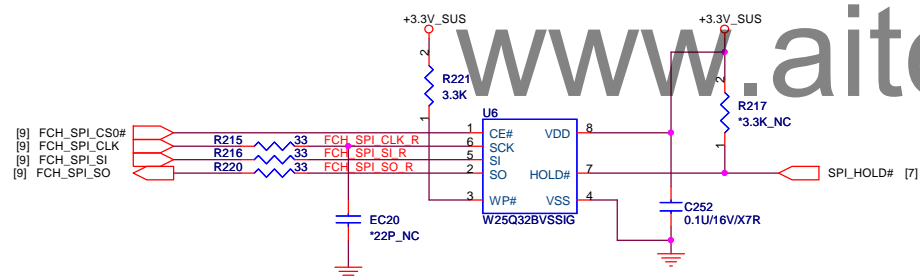 +3.3V_SUS
+3.3V_SUS
www.aite
2
R221
3.3K
1
2
R217
*3.3K_NC
1
U6
[9] FCH_SPI_CS0#
1 CE# VDD 8
[9] FCH_SPI_CLK R215 33 FCH_SPI_CLK_R 6 SCK
[9] FCH_SPI_SI R216 33 FCH_SPI_SI_R 5 SI
[9] FCH_SPI_SO R220 33 FCH_SPI_SO_R 2 SO HOLD# 7 SPI_HOLD# [7]
3 WP# VSS 4
W25Q32BVSSIG
EC20
*22P_NC
C252
0.1U/16V/X7R